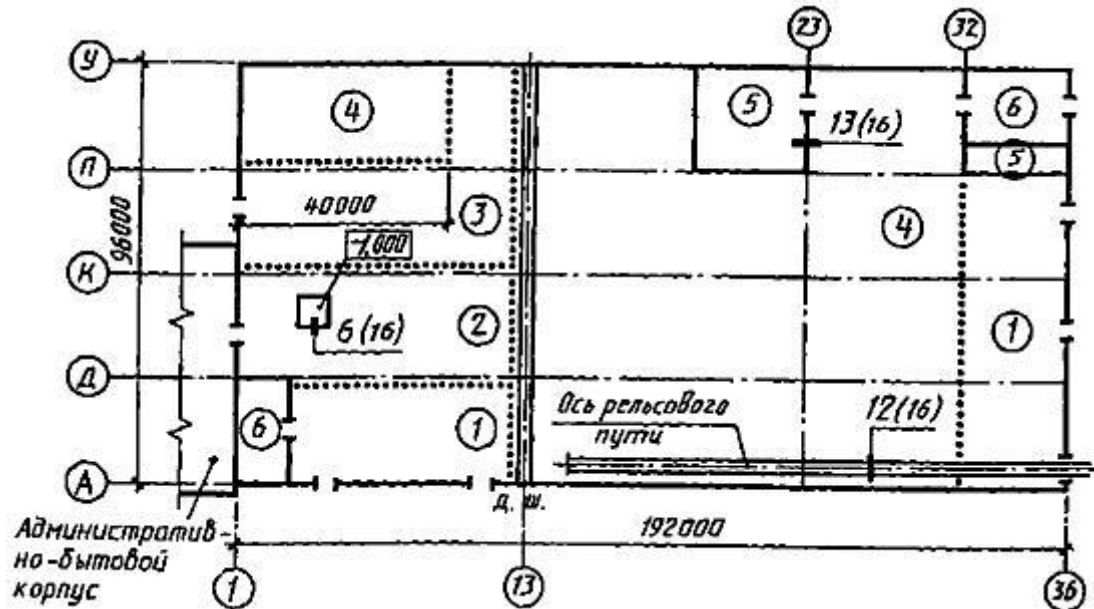 23
32
У
4
5
6
13(16)
П
5
40000
3
4
96000
-1,000
К
2
1
6(16)
Д
Ось рельсового
пути
12(16)
6
1
А
Д. Ш.
192000
Административ-
но-бытовой
корпус
1
13
36